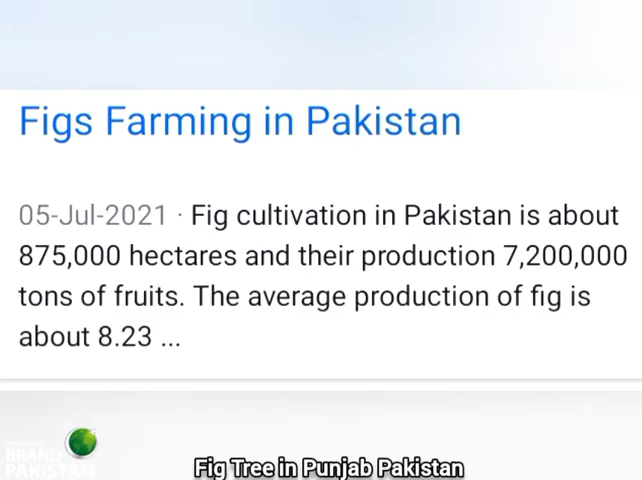 Figs Farming in Pakistan
05-Jul-2021 · Fig cultivation in Pakistan is about
875,000 hectares and their production 7,200,000
tons of fruits. The average production of fig is
about 8.23 ...
BRAND
PAKISTAN
Fig Tree in Punjab Pakistan